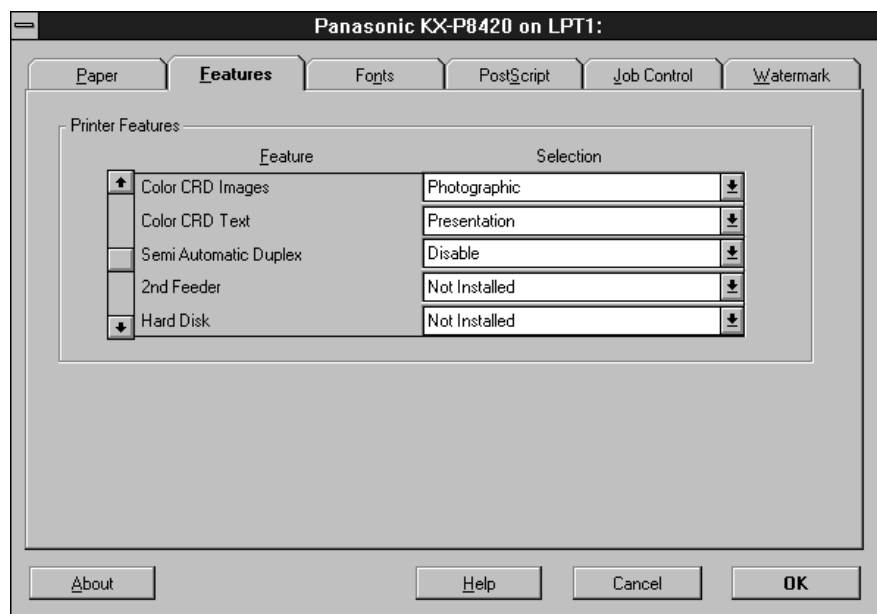 Panasonic KX-P8420 on LPT1:
Paper Features Fonts PostScript Job Control Watermark
Printer Features
Feature Selection
Color CRD Images Photographic
Color CRD Text Presentation
Semi Automatic Duplex Disable
2nd Feeder Not Installed
Hard Disk Not Installed
About Help Cancel OK